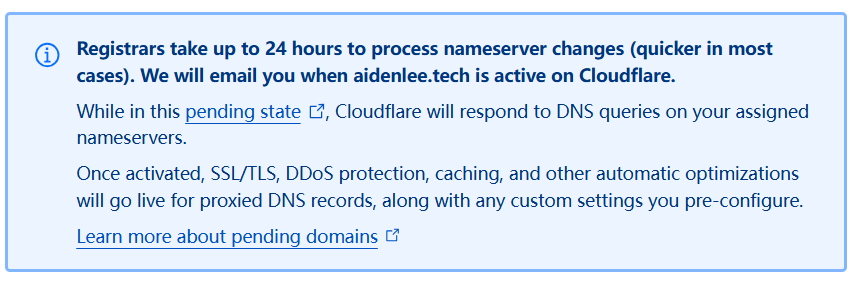 Registrars take up to 24 hours to process nameserver changes (quicker in most
cases). We will email you when aidenlee.tech is active on Cloudflare.
While in this pending state, Cloudflare will respond to DNS queries on your assigned
nameservers.
Once activated, SSL/TLS, DDoS protection, caching, and other automatic optimizations
will go live for proxied DNS records, along with any custom settings you pre-configure.
Learn more about pending domains